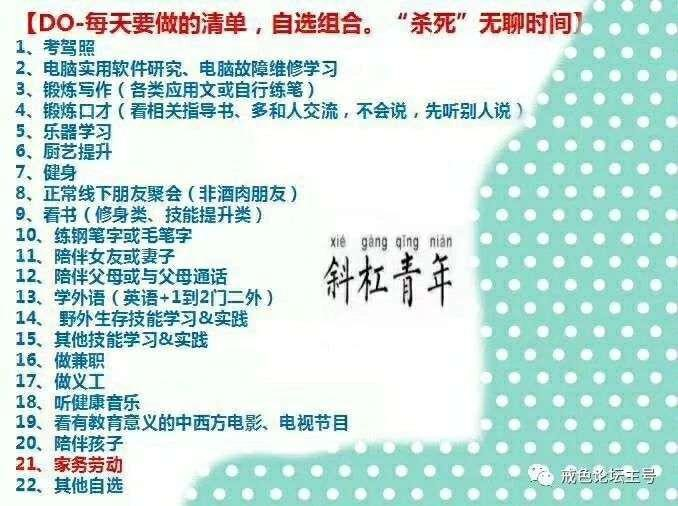 【DO-每天要做的清单，自选组合。“杀死”无聊时间】
1、考驾照
2、电脑实用软件研究、电脑故障维修学习
3、锻炼写作（各类应用文或自行练笔）
4、锻炼口才（看相关指导书、多和人交流，不会说，先听别人说）
5、乐器学习
6、厨艺提升
7、健身
8、正常线下朋友聚会（非酒肉朋友）
9、看书（修身类、技能提升类）
10、练钢笔字或毛笔字
11、陪伴女友或妻子
12、陪伴父母或与父母通话
13、学外语（英语+1到2门二外）
14、 野外生存技能学习&实践
15、其他技能学习&实践
16、做兼职
17、做义工
18、听健康音乐
19、看有教育意义的中西方电影、电视节目
20、陪伴孩子
21、家务劳动
22、其他自选
xié gàng qīng nián
斜杠青年
戒色论坛主号